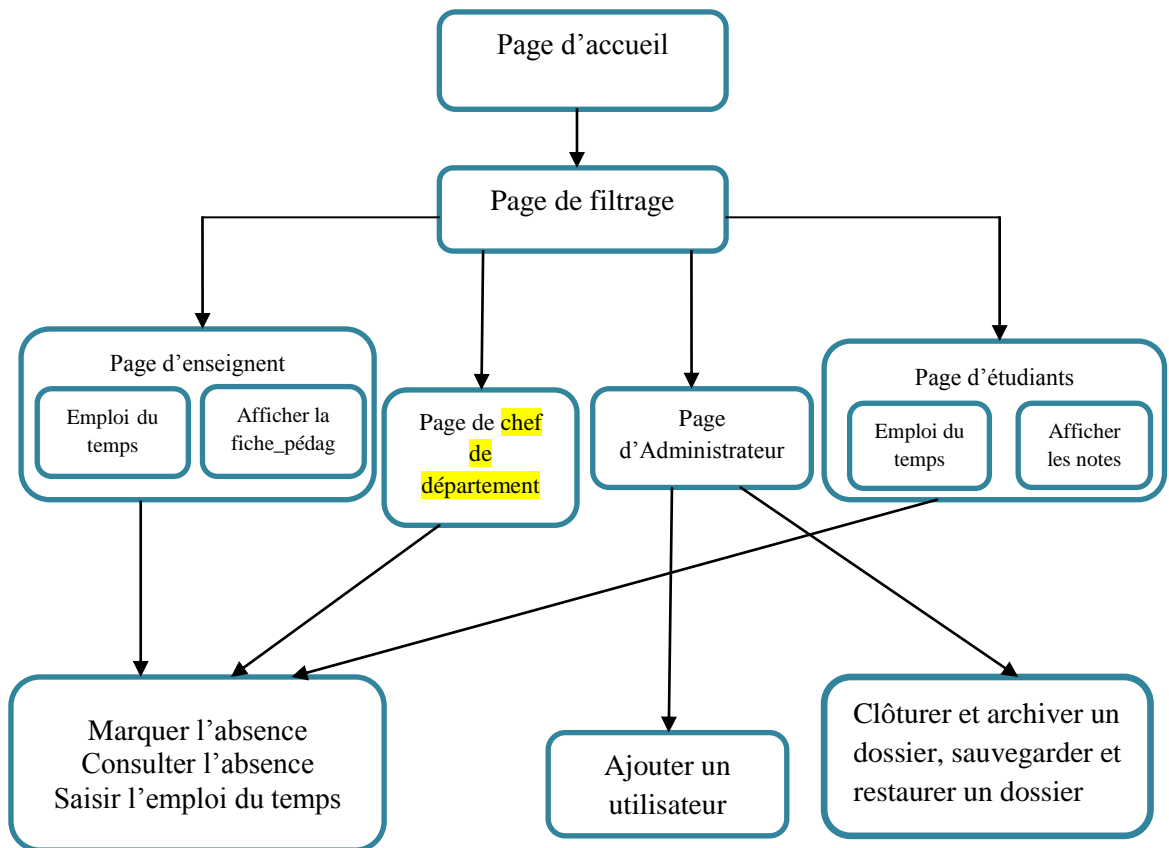 Page d’accueil
Page de filtrage
Page d’enseignent
Emploi du
temps
Afficher la
fiche_pédag
Page de chef
de
département
Page
d’Administrateur
Page d’étudiants
Emploi du
temps
Afficher
les notes
Marquer l’absence
Consulter l’absence
Saisir l’emploi du temps
Ajouter un
utilisateur
Clôturer et archiver un
dossier, sauvegarder et
restaurer un dossier